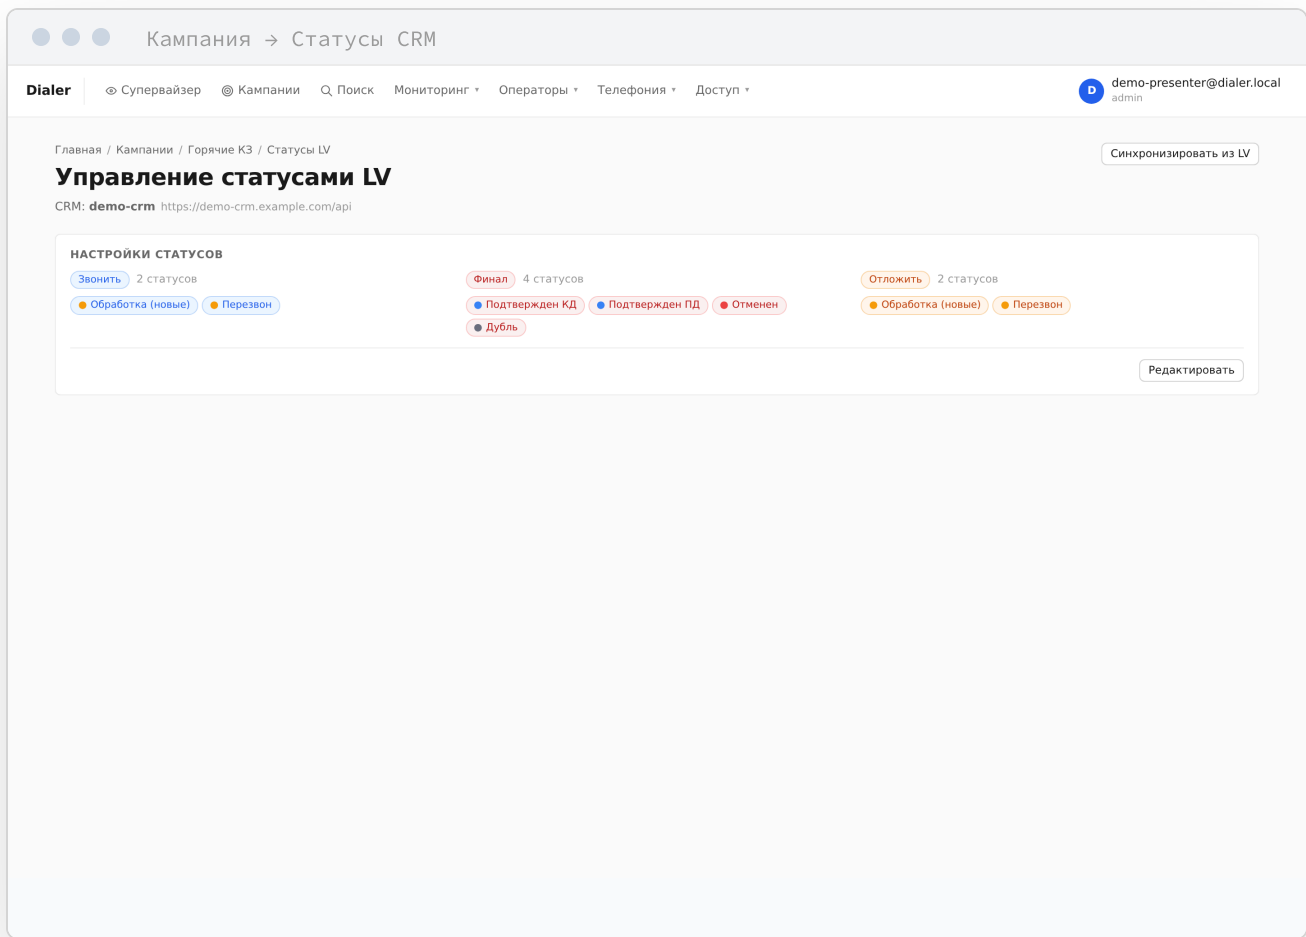 Кампания → Статусы CRM
Dialer Супервайзер Кампании Поиск Мониторинг ▾ Операторы ▾ Телефония ▾ Доступ ▾ D demo-presenter@dialer.local
admin
Главная / Кампании / Горячие КЗ / Статусы LV
Синхронизировать из LV
Управление статусами LV
CRM: demo-crm https://demo-crm.example.com/api
НАСТРОЙКИ СТАТУСОВ
Звонить 2 статусов
Обработка (новые) Перезвон
Финал 4 статусов
Подтвержден КД Подтвержден ПД Отменен
Дубль
Отложить 2 статусов
Обработка (новые) Перезвон
Редактировать